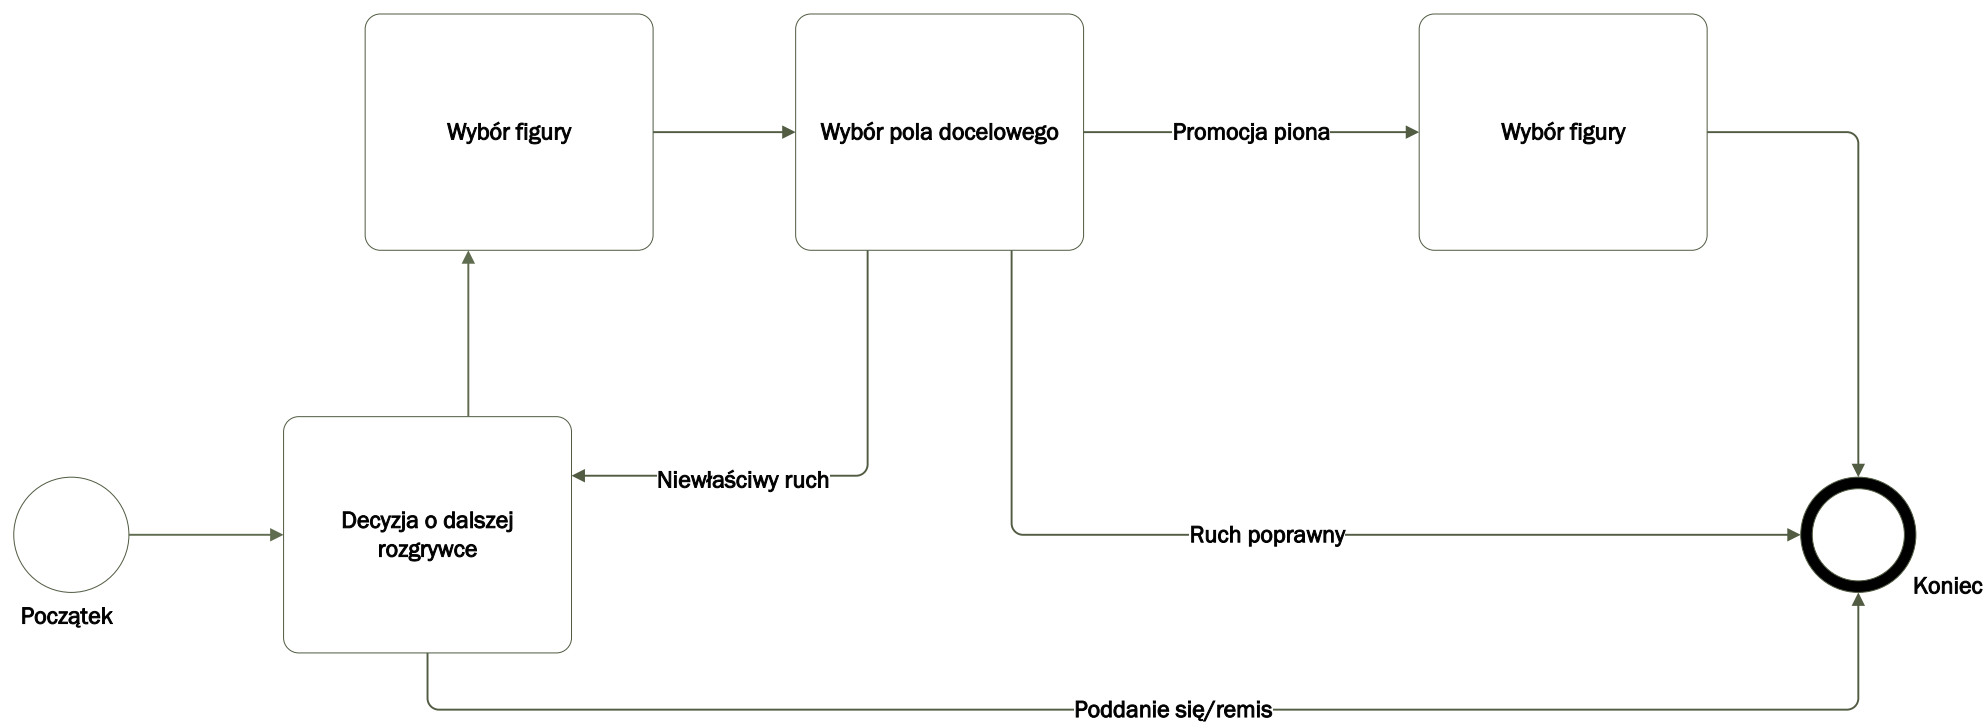 Wybór figury
Wybór pola docelowego
Promocja piona
Wybór figury
Niewłaściwy ruch
Decyzja o dalszej
rozgrywce
Ruch poprawny
Początek
Koniec
Poddanie się/remis